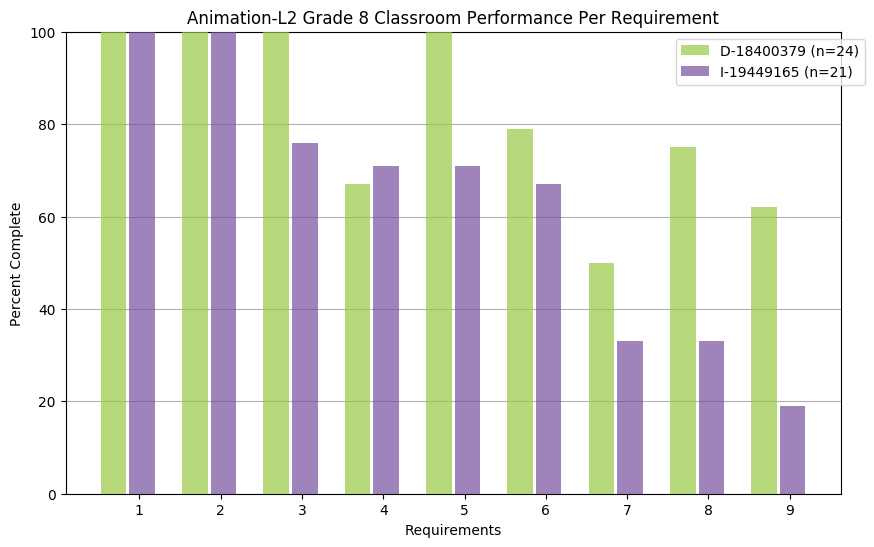 Animation-L2 Grade 8 Classroom Performance Per Requirement
D-18400379 (n=24)
I-19449165 (n=21)
Percent Complete
100
80
60
40
20
0
1 2 3 4 5 6 7 8 9
Requirements